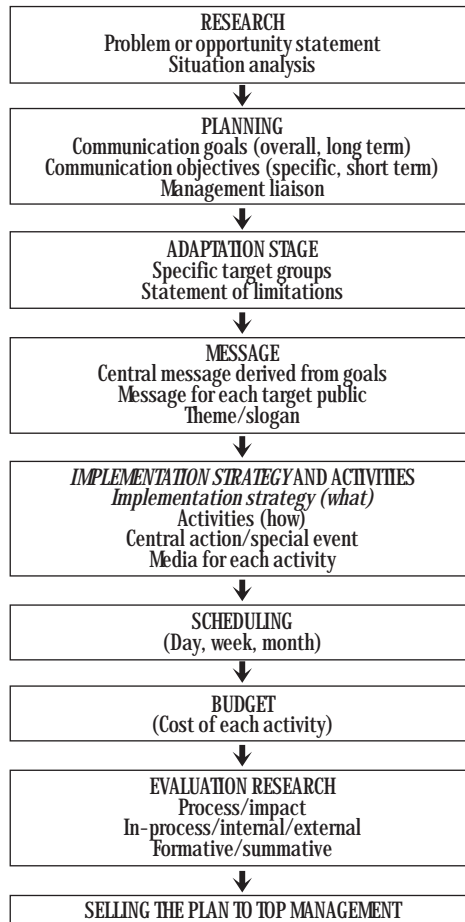 RESEARCH
Problem or opportunity statement
Situation analysis
PLANNING
Communication goals (overall, long term)
Communication objectives (specific, short term)
Management liaison
ADAPTATION STAGE
Specific target groups
Statement of limitations
MESSAGE
Central message derived from goals
Message for each target public
Theme/slogan
IMPLEMENTATION STRATEGY AND ACTIVITIES
Implementation strategy (what)
Activities (how)
Central action/special event
Media for each activity
SCHEDULING
(Day, week, month)
BUDGET
(Cost of each activity)
EVALUATION RESEARCH
Process/impact
In-process/internal/external
Formative/summative
SELLING THE PLAN TO TOP MANAGEMENT